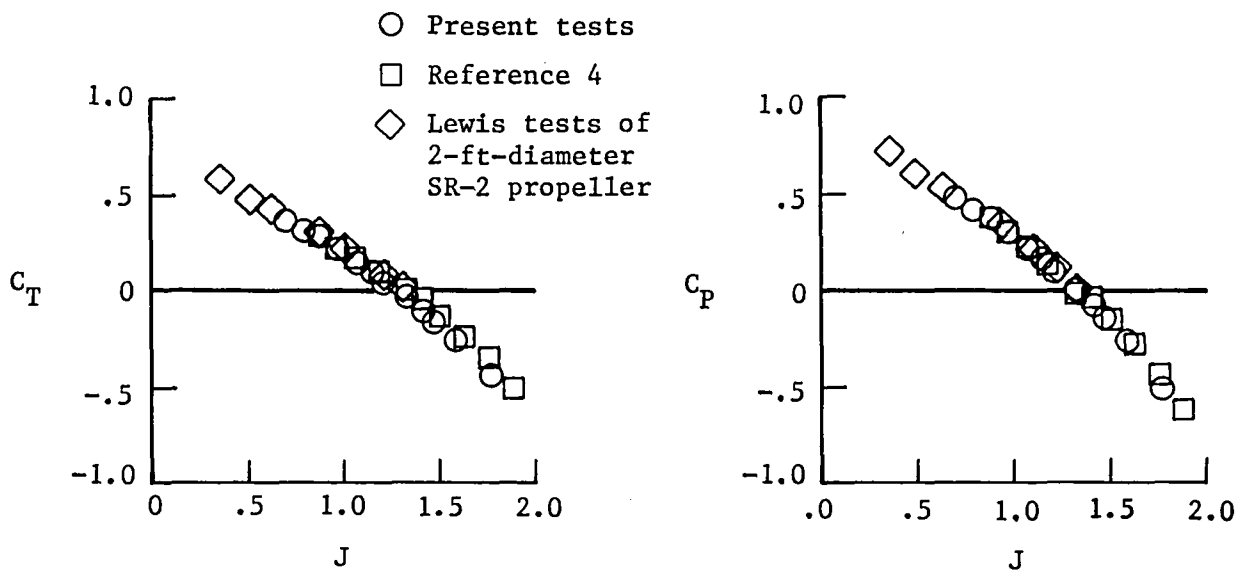 Present tests
Reference 4
Lewis tests of
2-ft-diameter
SR-2 propeller
1.0
.5
0
-.5
-1.0
C_T
0 .5 1.0 1.5 2.0
J
1.0
.5
0
-.5
-1.0
C_P
.0 .5 1.0 1.5 2.0
J